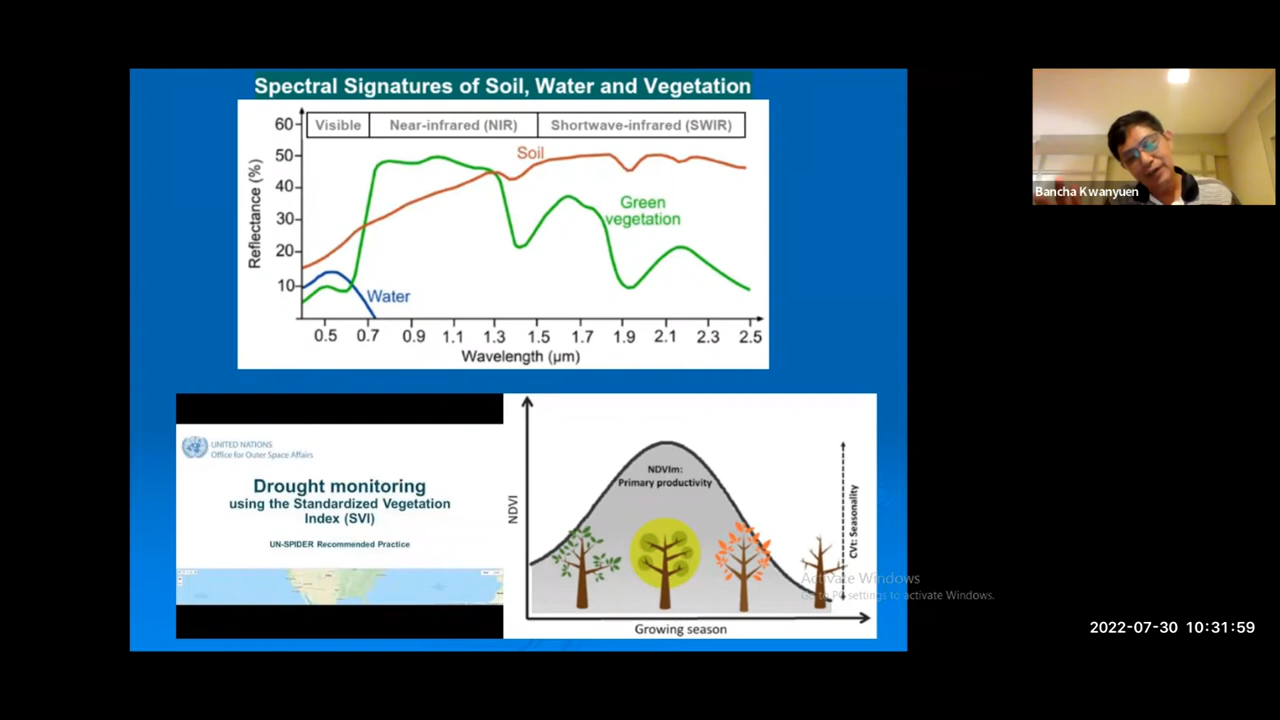 Spectral Signatures of Soil, Water and Vegetation
Visible
Near-infrared (NIR)
Shortwave-infrared (SWIR)
60
50
40
30
20
10
Reflectance (%)
Soil
Green
vegetation
Water
0.5 0.7 0.9 1.1 1.3 1.5 1.7 1.9 2.1 2.3 2.5
Wavelength (µm)
UNITED NATIONS
Office for Outer Space Affairs
Drought monitoring
using the Standardized Vegetation
Index (SVI)
UN-SPIDER Recommended Practice
NDVI
NDVIm:
Primary productivity
CVt: Seasonality
Growing season
Bancha Kwanyuen
Activate Windows
Go to PC settings to activate Windows.
2022-07-30 10:31:59